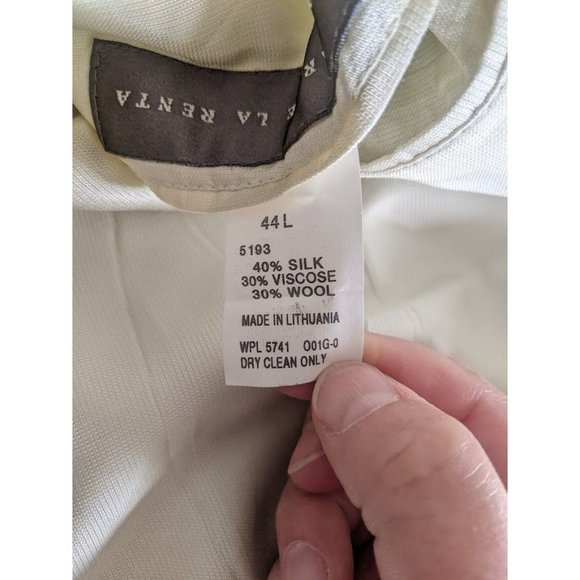 LA RENTA
44L
5193
40% SILK
30% VISCOSE
30% WOOL
MADE IN LITHUANIA
WPL 5741 O01G-0
DRY CLEAN ONLY